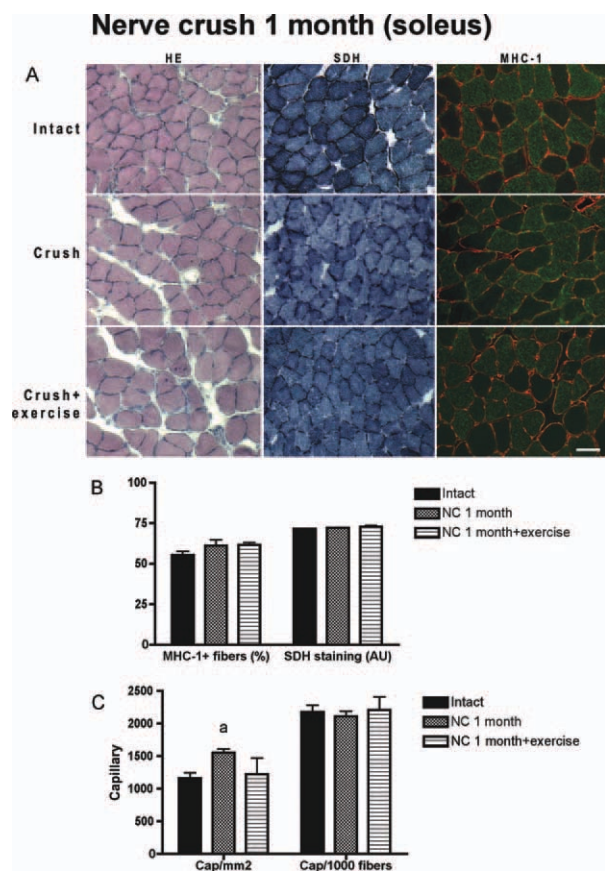 Nerve crush 1 month (soleus)
HE SDH MHC-1
A
Intact
Crush
Crush+
exercise
B
100
75
50
25
0
MHC-1+ fibers (%) SDH staining (AU)
Intact
NC 1 month
NC 1 month+exercise
C
Capillary
2500
2000
1500
1000
500
0
a
Cap/mm2 Cap/1000 fibers
Intact
NC 1 month
NC 1 month+exercise